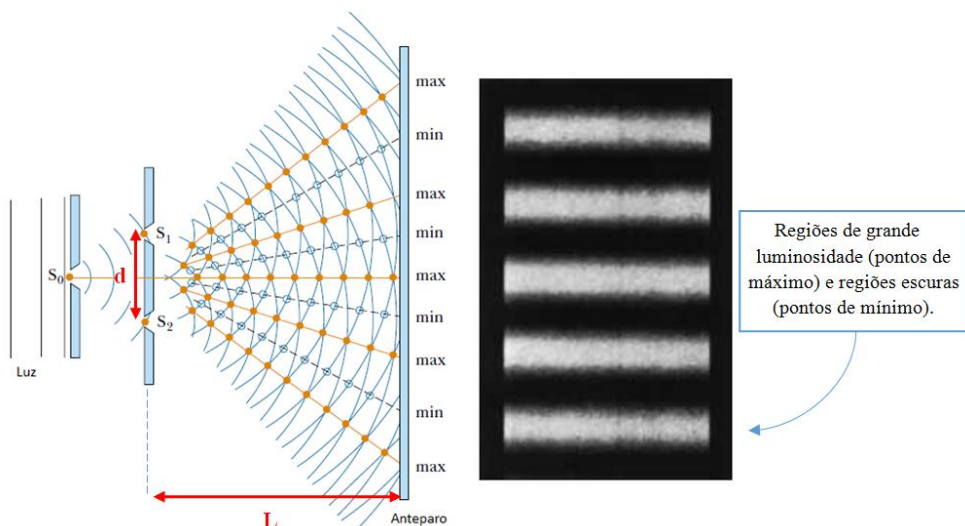 max
min
max
min
max
min
max
min
max
S₁
S₀
d
S₂
Luz
L
Anteparo
Regiões de grande
luminosidade (pontos de
máximo) e regiões escuras
(pontos de mínimo).